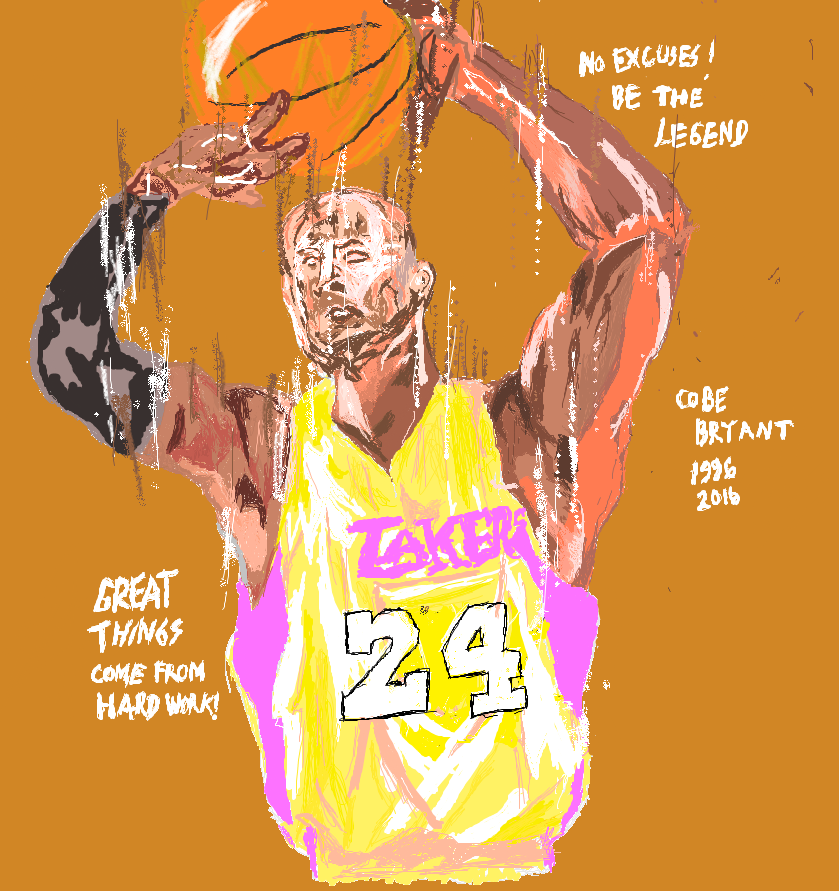 NO EXCUSES!
BE THE
LEGEND
COBE
BRYANT
1996
2016
LAKERS
GREAT
THINGS
COME FROM
HARD WORK!
24